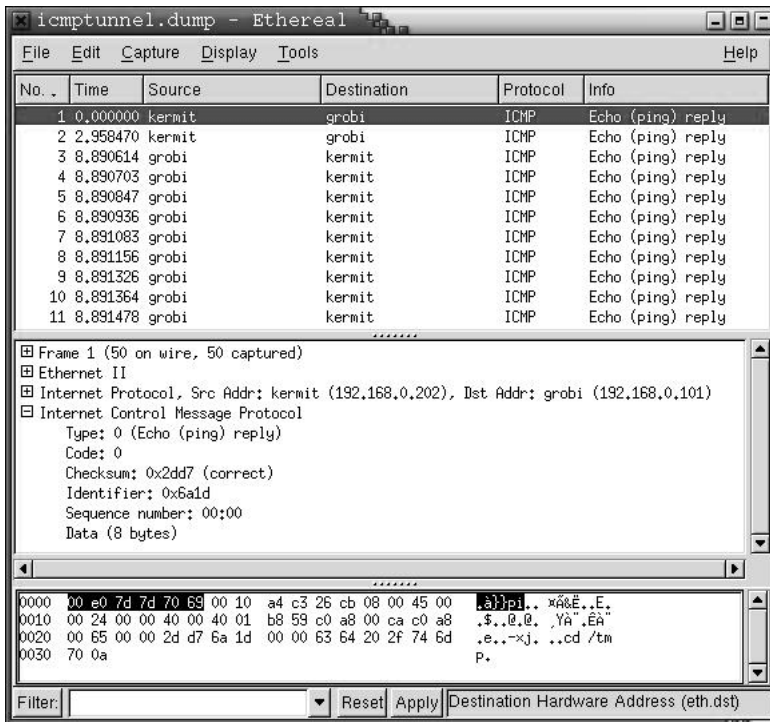 icmptunnel.dump - Ethereal
File Edit Capture Display Tools Help
No. . Time Source Destination Protocol Info
1 0.000000 kermit grobi ICMP Echo (ping) reply
2 2.958470 kermit grobi ICMP Echo (ping) reply
3 8.890614 grobi kermit ICMP Echo (ping) reply
4 8.890703 grobi kermit ICMP Echo (ping) reply
5 8.890847 grobi kermit ICMP Echo (ping) reply
6 8.890936 grobi kermit ICMP Echo (ping) reply
7 8.891083 grobi kermit ICMP Echo (ping) reply
8 8.891156 grobi kermit ICMP Echo (ping) reply
9 8.891326 grobi kermit ICMP Echo (ping) reply
10 8.891364 grobi kermit ICMP Echo (ping) reply
11 8.891478 grobi kermit ICMP Echo (ping) reply
Frame 1 (50 on wire, 50 captured)
Ethernet II
Internet Protocol, Src Addr: kermit (192.168.0.202), Dst Addr: grobi (192.168.0.101)
Internet Control Message Protocol
Type: 0 (Echo (ping) reply)
Code: 0
Checksum: 0x2dd7 (correct)
Identifier: 0x6a1d
Sequence number: 00:00
Data (8 bytes)
0000 00 e0 7d 7d 70 69 00 10 a4 c3 26 cb 08 00 45 00 .à}}pi.. ¤Ã&Ë..E.
0010 00 24 00 00 40 00 40 01 b8 59 c0 a8 00 ca c0 a8 .$..@.@. ¸YÀ¨.ÊÀ¨
0020 00 65 00 00 2d d7 6a 1d 00 00 63 64 20 2f 74 6d .e..-×j. ..cd /tm
0030 70 0a p.
Filter: Reset Apply Destination Hardware Address (eth.dst)